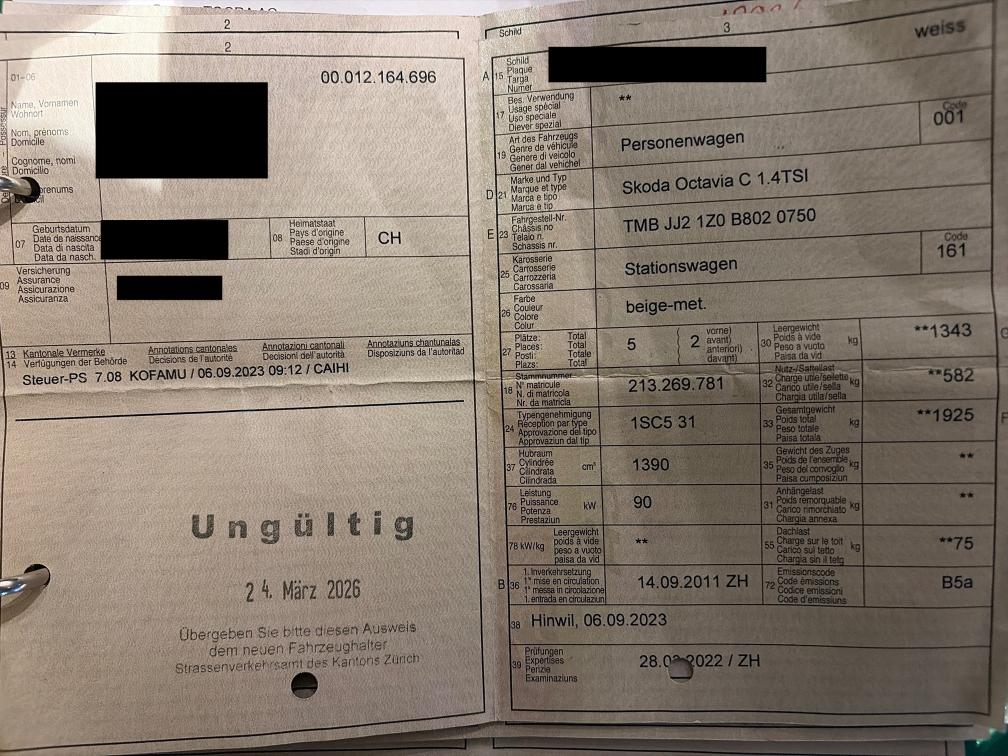 2
2
01-06
00.012.164.696
Name, Vornamen
Wohnort
Nom, prénoms
Domicile
Cognome, nomi
Domicilio
prenums
07
Geburtsdatum
Date de naissance
Data di nascita
Data da nasch.
08
Heimatstaat
Pays d'origine
Paese d'origine
Stadi d'origin
CH
09
Versicherung
Assurance
Assicurazione
Assicuranza
13
14
Kantonale Vermerke
Verfügungen der Behörde
Annotations cantonales
Décisions de l'autorité
Annotazioni cantonali
Decisioni dell'autorità
Annotaziuns chantunalas
Disposiziuns da l'autoritad
Steuer-PS 7.08 KOFAMU / 06.09.2023 09:12 / CAIHI
Ungültig
24. März 2026
Übergeben Sie bitte diesen Ausweis
dem neuen Fahrzeughalter
Strassenverkehrsamt des Kantons Zürich
Schild
3
weiss
A 15
Schild
Plaque
Targa
Numer
17
Bes. Verwendung
Usage spécial
Uso speciale
Diever spezial
**
19
Art des Fahrzeugs
Genre de véhicule
Genere di veicolo
Gener dal vehichel
Personenwagen
Code
001
D 21
Marke und Typ
Marque et type
Marca e tipo
Marca e tip
Skoda Octavia C 1.4TSI
E 23
Fahrgestell-Nr.
Châssis no
Telaio n.
Schassis nr.
TMB JJ2 1Z0 B802 0750
25
Karosserie
Carrosserie
Carrozzeria
Carossaria
Stationswagen
Code
161
26
Farbe
Couleur
Colore
Colur
beige-met.
27
Plätze: Total
Places: Total
Posti: Totale
Plazs: Total
5
2
vorne)
avant)
anteriori)
davant)
30
Leergewicht
Poids à vide
Peso a vuoto
Paisa da vid
kg
**1343
18
Stammnummer
N° matricule
N. di matricola
Nr. da matricla
213.269.781
32
Nutz-/Sattellast
Charge utile/sellette
Carico utile/sella
Chargia utila/sella
kg
**582
24
Typengenehmigung
Réception par type
Approvazione del tipo
Approvaziun dal tip
1SC5 31
33
Gesamtgewicht
Poids total
Peso totale
Paisa totala
kg
**1925
37
Hubraum
Cylindrée
Cilindrata
Cilindrada
cm³
1390
35
Gewicht des Zuges
Poids de l'ensemble
Peso del convoglio
Paisa cumposiziun
kg
**
76
Leistung
Puissance
Potenza
Prestaziun
kW
90
31
Anhängelast
Poids remorquable
Carico rimorchiato
Chargia annexa
kg
**
78 kW/kg
Leergewicht
poids à vide
peso a vuoto
paisa da vid
**
55
Dachlast
Charge sur le toit
Carico sul tetto
Chargia sin il tetg
kg
**75
B 36
1. Inverkehrsetzung
1re mise en circulation
1a messa in circolazione
1. entrada en circulaziun
14.09.2011 ZH
72
Emissionscode
Code émissions
Codice emissioni
Code d'emissiuns
B5a
38
Hinwil, 06.09.2023
39
Prüfungen
Expertises
Perizie
Examinaziuns
2022 / ZH